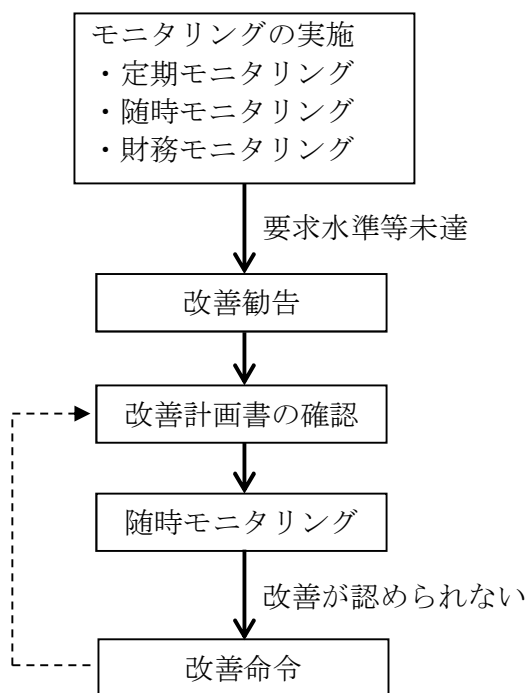 モニタリングの実施
・定期モニタリング
・随時モニタリング
・財務モニタリング
要求水準等未達
改善勧告
改善計画書の確認
随時モニタリング
改善が認められない
改善命令